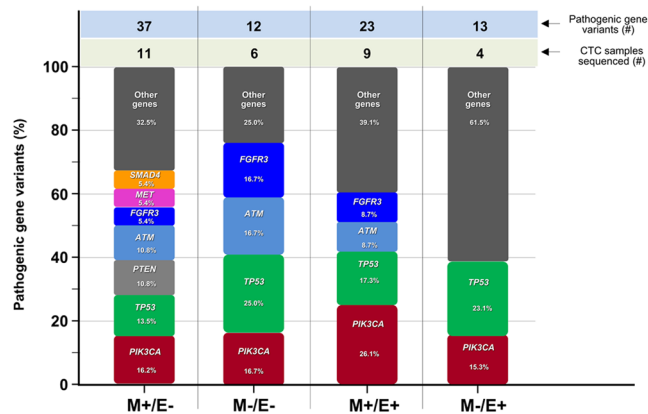 37 12 23 13
Pathogenic gene
variants (#)
11 6 9 4
CTC samples
sequenced (#)
Pathogenic gene variants (%)
100
80
60
40
20
0
Other
genes
32.5%
SMAD4
5.4%
MET
5.4%
FGFR3
5.4%
ATM
10.8%
PTEN
10.8%
TP53
13.5%
PIK3CA
16.2%
Other
genes
25.0%
FGFR3
16.7%
ATM
16.7%
TP53
25.0%
PIK3CA
16.7%
Other
genes
39.1%
FGFR3
8.7%
ATM
8.7%
TP53
17.3%
PIK3CA
26.1%
Other
genes
61.5%
TP53
23.1%
PIK3CA
15.3%
M+/E- M-/E- M+/E+ M-/E+